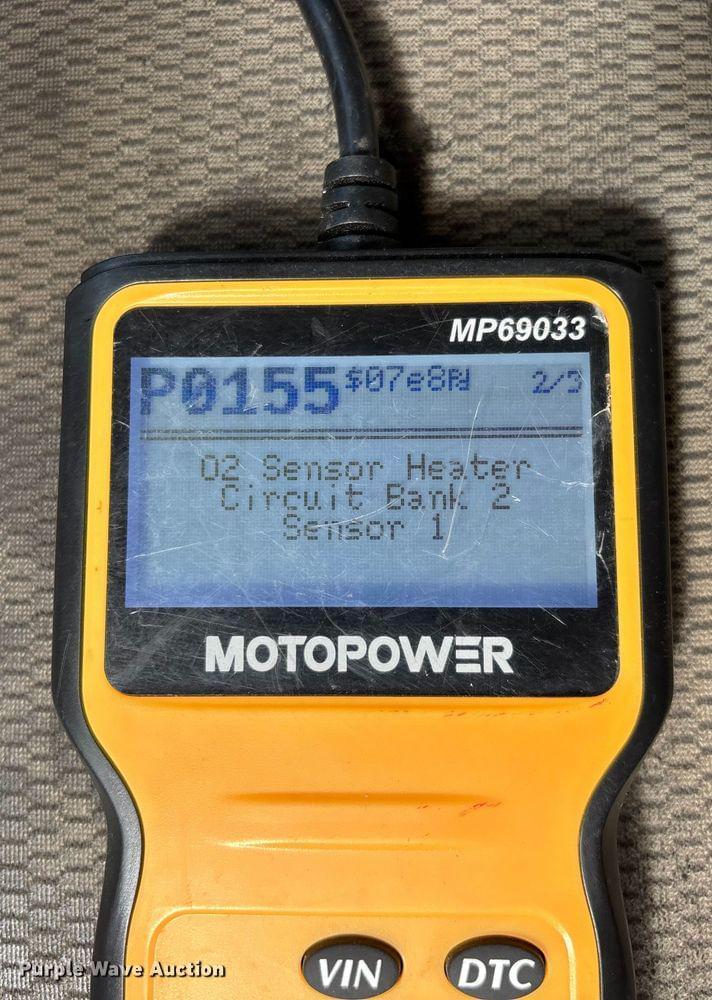 MP69033
P0155 $07e8 2/3
O2 Sensor Heater
Circuit Bank 2
Sensor 1
MOTOPOWER
VIN DTC
Purple Wave Auction